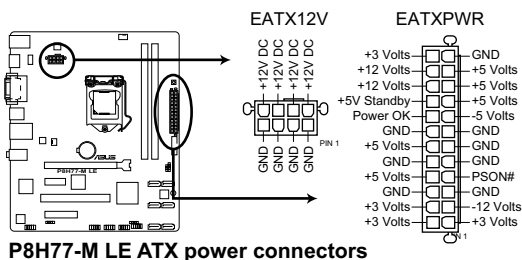 EATX12V
EATXPWR
+12V DC
+12V DC
+12V DC
+12V DC
GND
GND
GND
GND
PIN 1
+3 Volts
GND
+12 Volts
+5 Volts
+12 Volts
+5 Volts
+5V Standby
+5 Volts
Power OK
-5 Volts
GND
GND
+5 Volts
GND
GND
GND
+5 Volts
PSON#
GND
GND
+3 Volts
-12 Volts
+3 Volts
+3 Volts
N 1
/ISUS
P8H77-M LE
P8H77-M LE ATX power connectors